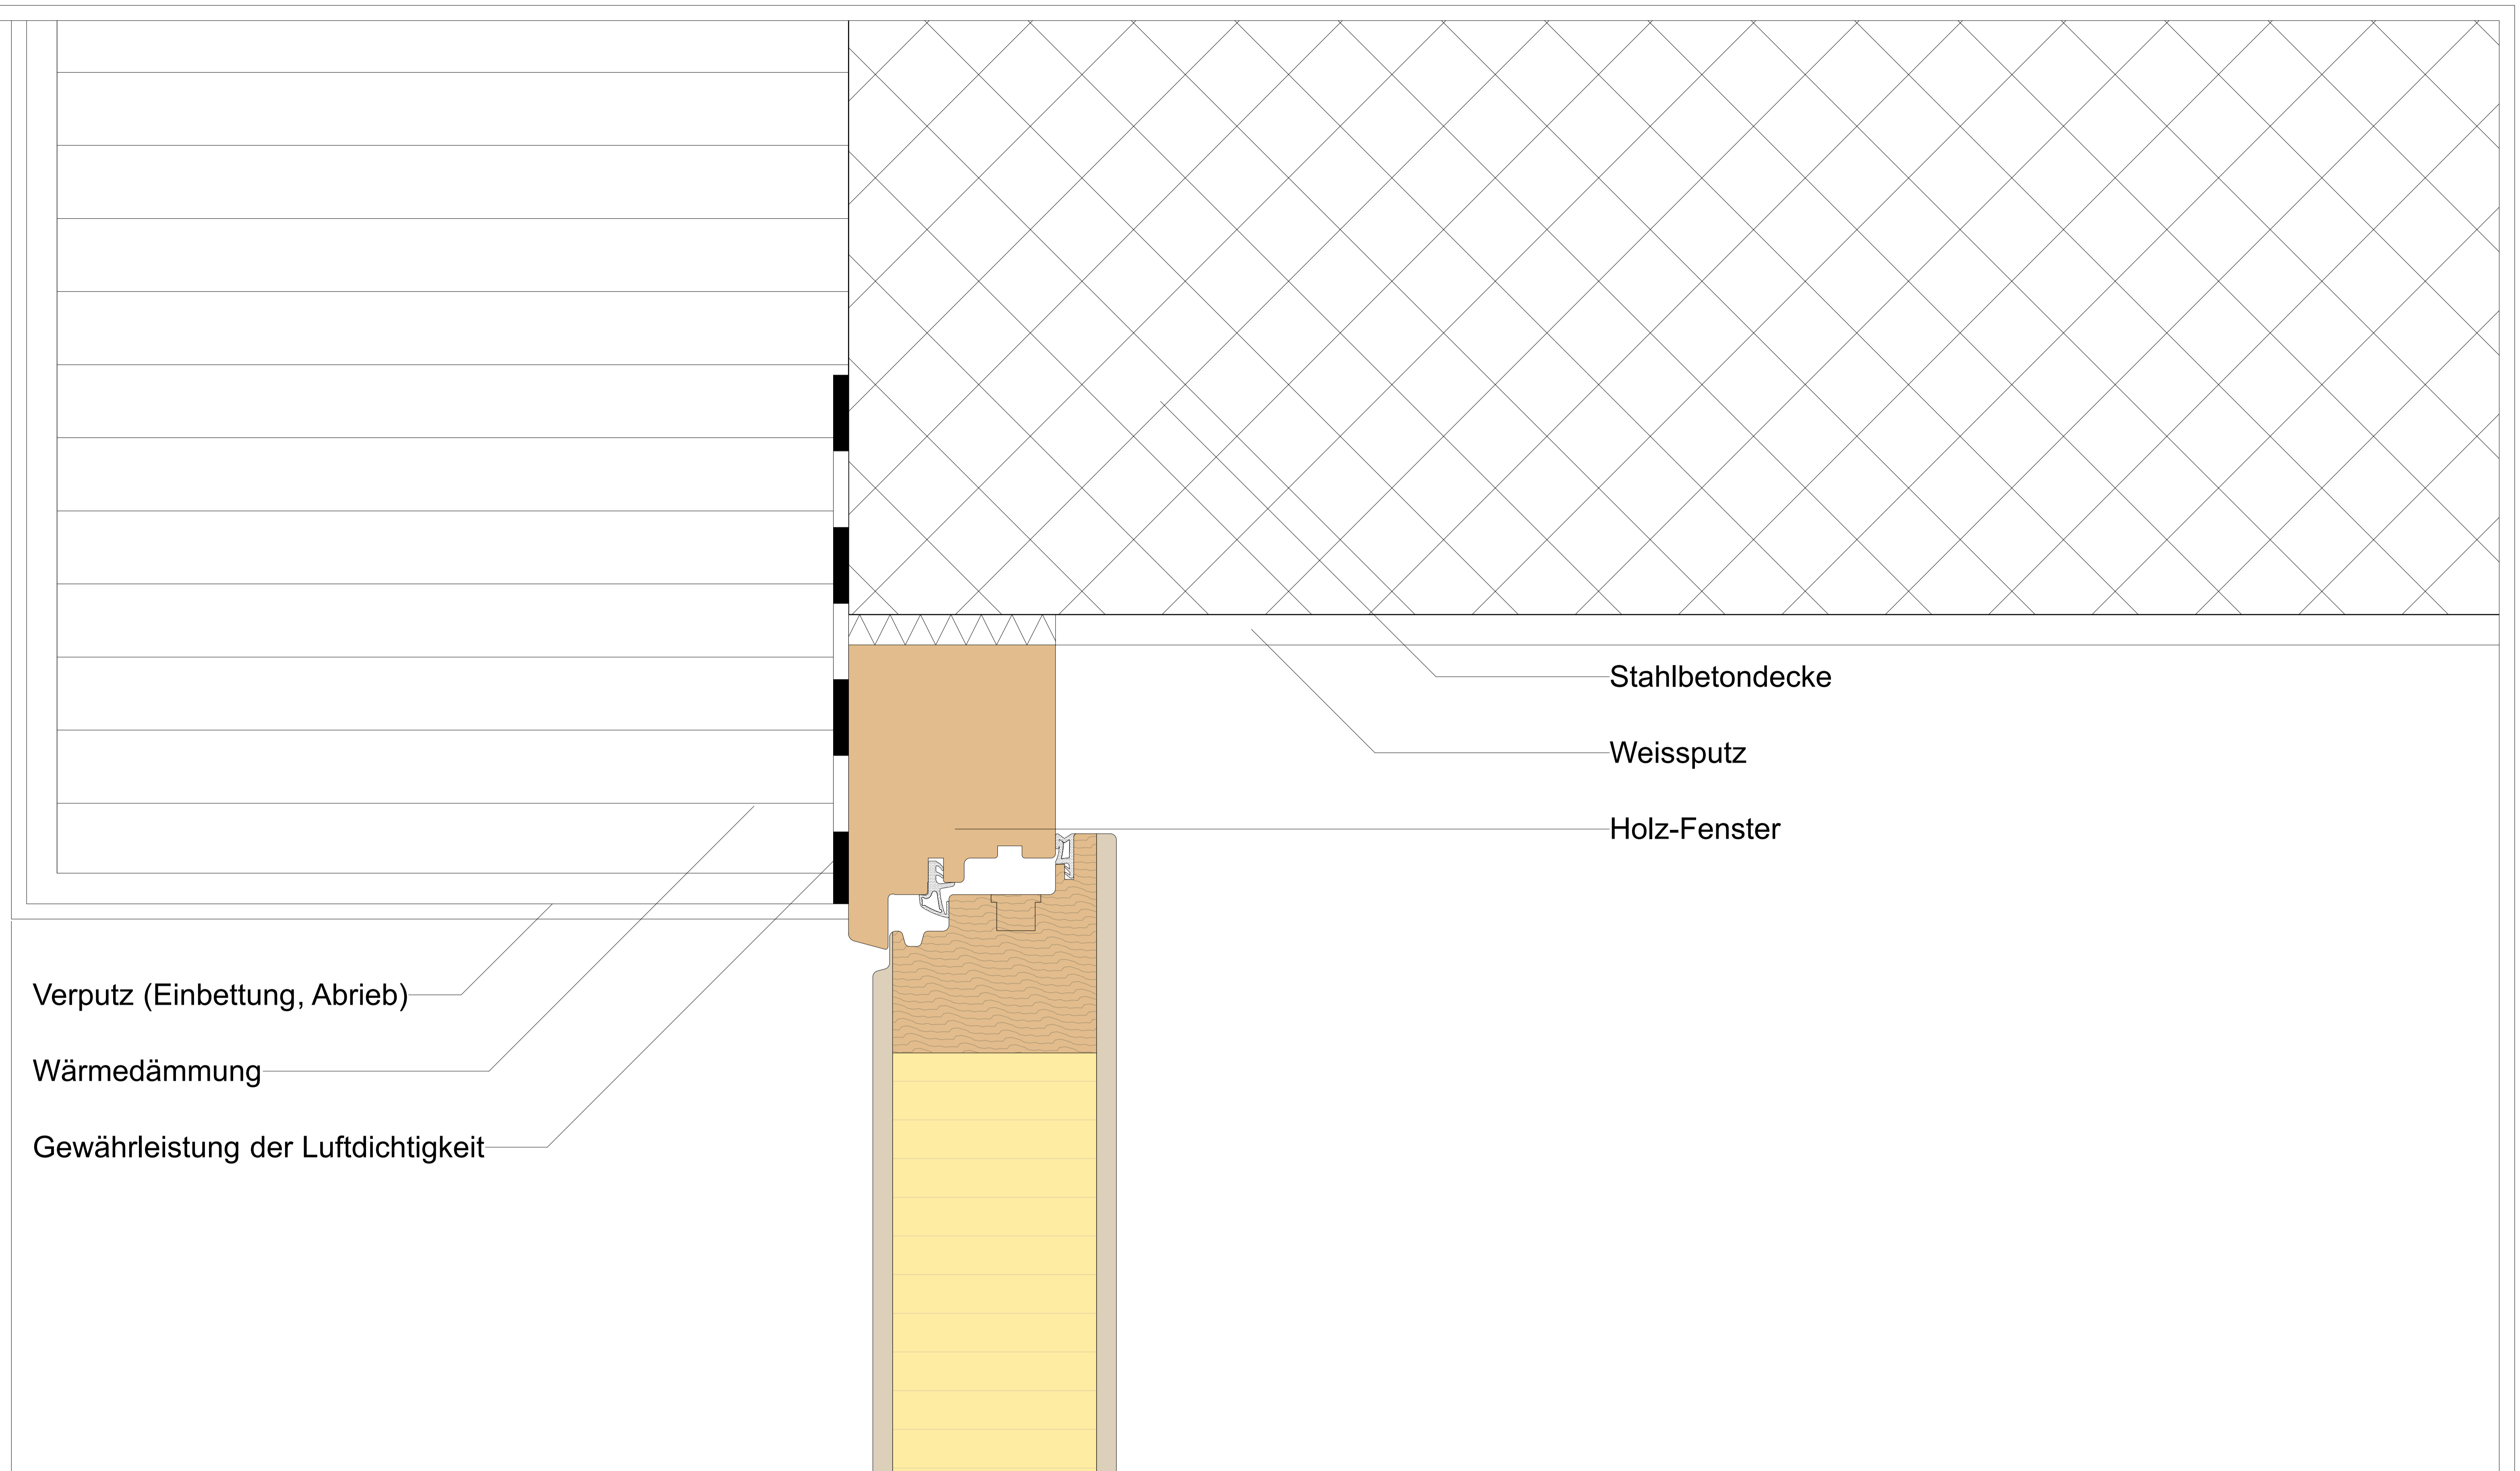 Stahlbetondecke
Weissputz
Holz-Fenster
Verputz (Einbettung, Abrieb)
Wärmedämmung
Gewährleistung der Luftdichtigkeit